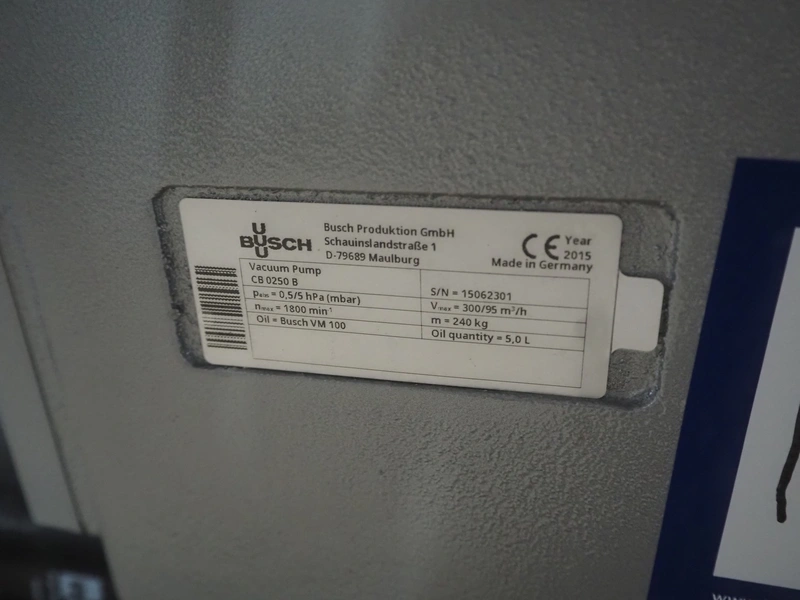 BUSCH
Busch Produktion GmbH
Schauinslandstraße 1
D-79689 Maulburg
CE Year
2015
Made in Germany
Vacuum Pump
CB 0250 B
S/N = 15062301
pₘᵢₙ = 0,5/5 hPa (mbar)
Vₘₐₓ = 300/95 m³/h
nₘₐₓ = 1800 min⁻¹
m = 240 kg
Oil = Busch VM 100
Oil quantity = 5,0 L